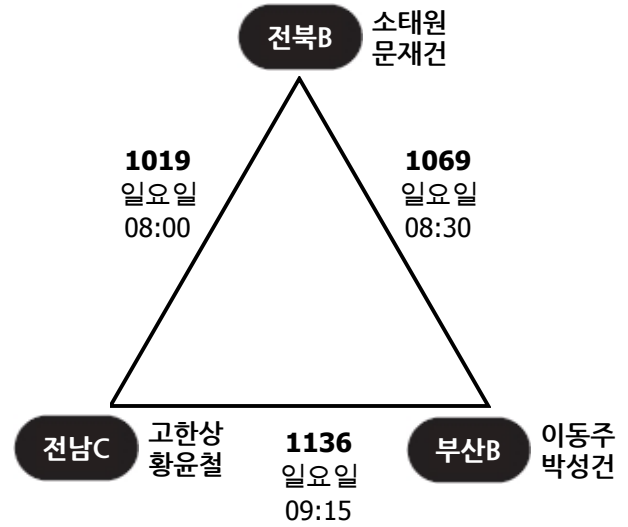 전북B
소태원
문재건
1019
일요일
08:00
1069
일요일
08:30
전남C
고한상
황윤철
1136
일요일
09:15
부산B
이동주
박성건